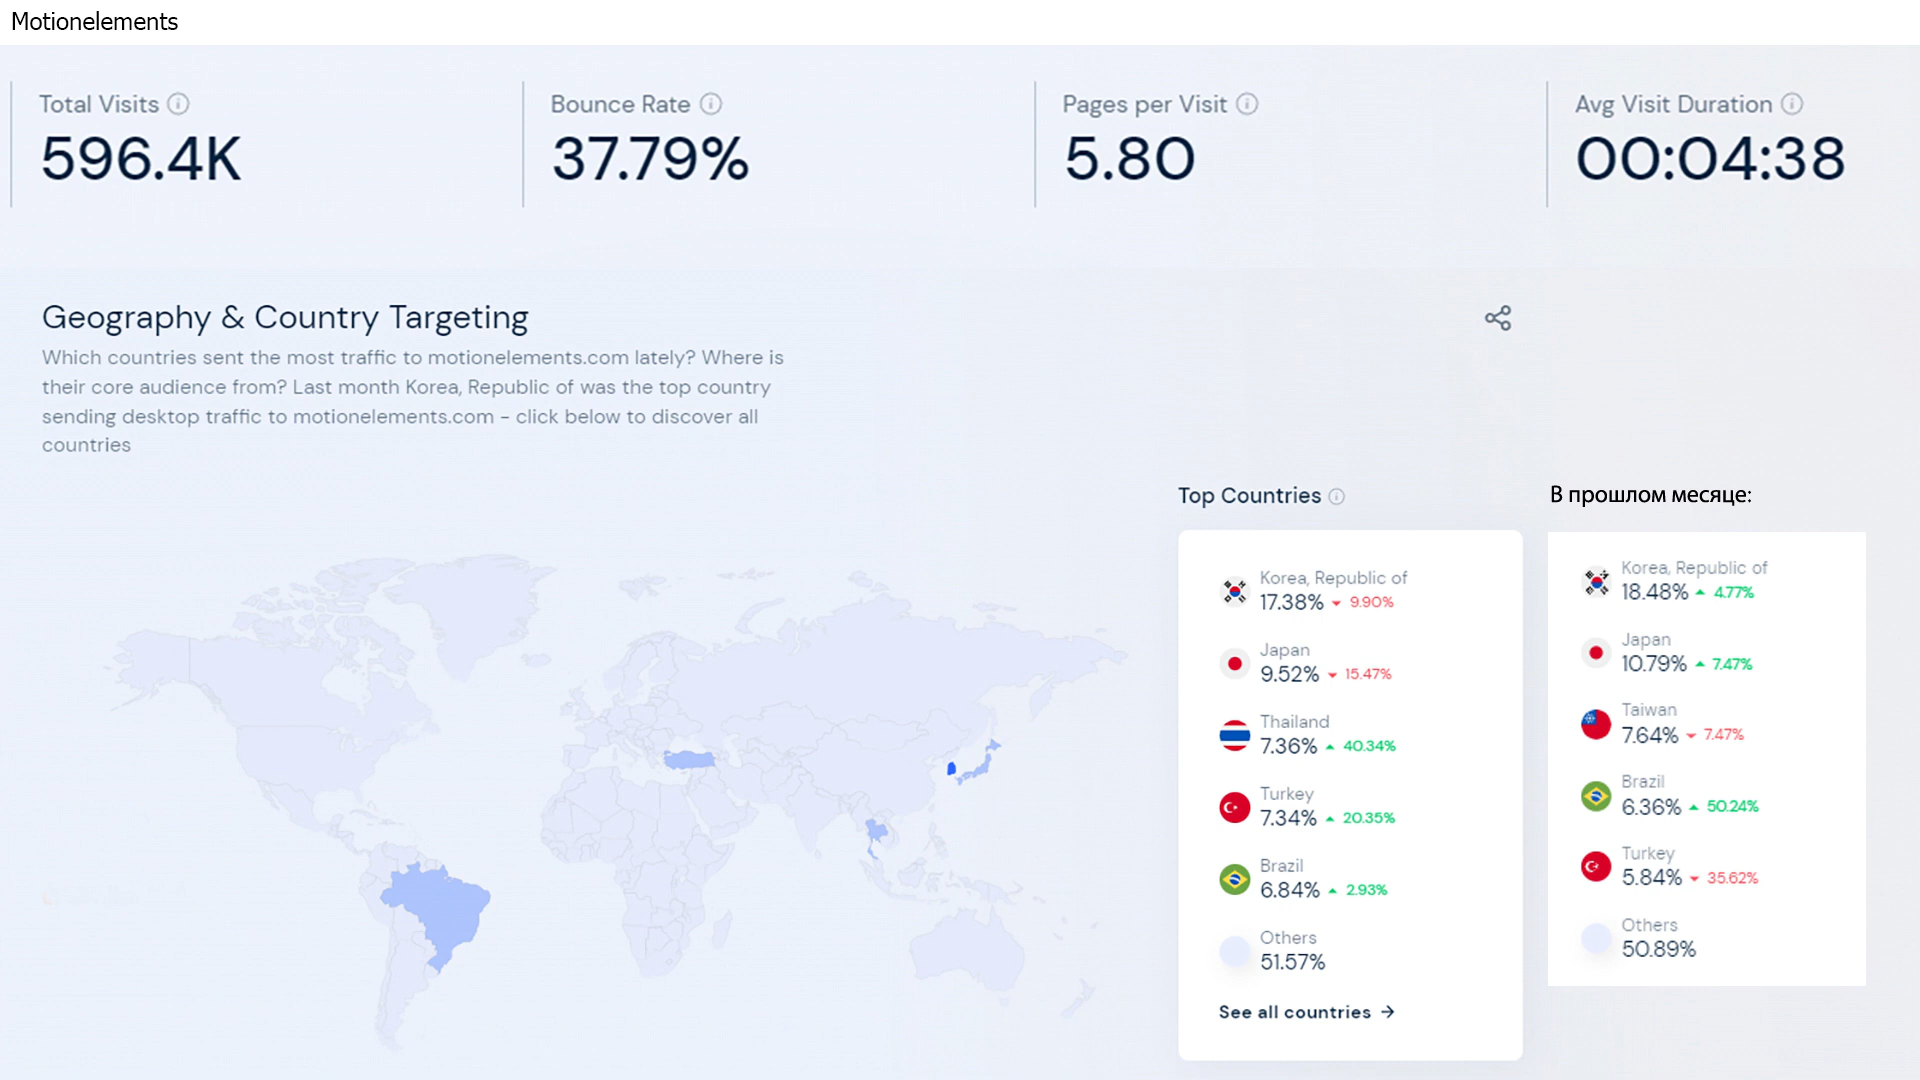 Motionelements
Total Visits
596.4K
Bounce Rate
37.79%
Pages per Visit
5.80
Avg Visit Duration
00:04:38
Geography & Country Targeting
Which countries sent the most traffic to motionelements.com lately? Where is
their core audience from? Last month Korea, Republic of was the top country
sending desktop traffic to motionelements.com - click below to discover all
countries
Top Countries
Korea, Republic of
17.38% 9.90%
Japan
9.52% 15.47%
Thailand
7.36% 40.34%
Turkey
7.34% 20.35%
Brazil
6.84% 2.93%
Others
51.57%
See all countries →
В прошлом месяце:
Korea, Republic of
18.48% 4.77%
Japan
10.79% 7.47%
Taiwan
7.64% 7.47%
Brazil
6.36% 50.24%
Turkey
5.84% 35.62%
Others
50.89%